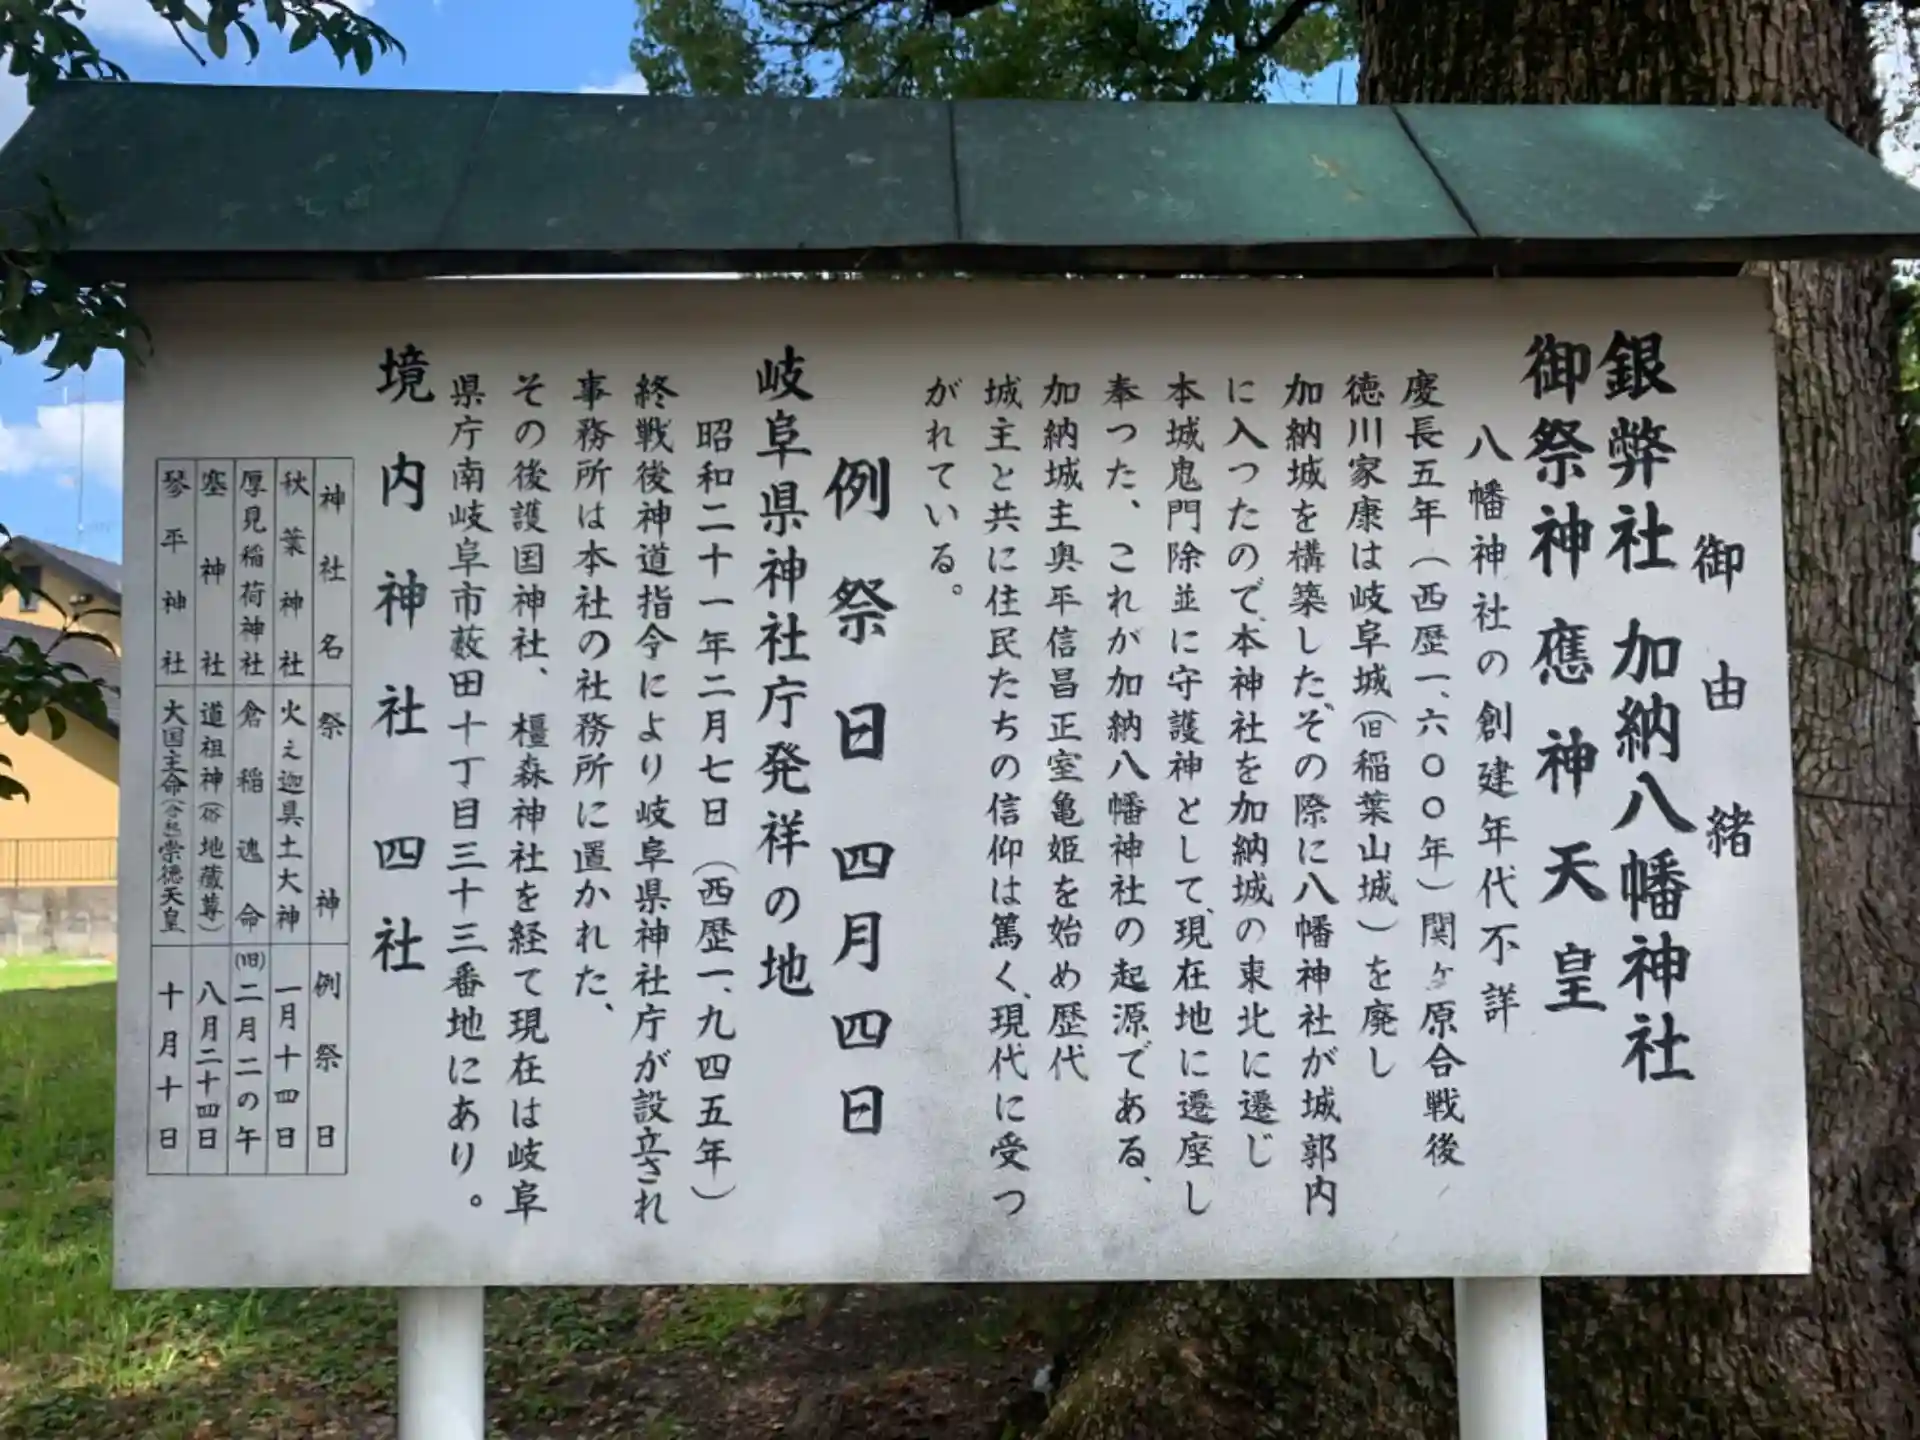 御由緒
銀弊社 加納八幡神社
御祭神 應神天皇
八幡神社の創建年代不詳
慶長五年(西歴一、六〇〇年)関ヶ原合戦後
徳川家康は岐阜城(旧稲葉山城)を廃し
加納城を構築した、その際に八幡神社が城郭内
に入つたので、本神社を加納城の東北に遷じ
本城鬼門除並に守護神として、現在地に遷座し
奉つた、これが加納八幡神社の起源である、
加納城主奥平信昌正室亀姫を始め歴代
城主と共に住民たちの信仰は篤く、現代に受つ
がれている。
例祭日 四月四日
岐阜県神社庁発祥の地
昭和二十一年二月七日(西歴一、九四五年)
終戦後神道指令により岐阜県神社庁が設立され
事務所は本社の社務所に置かれた、
その後護国神社、橿森神社を経て現在は岐阜
県庁南岐阜市薮田十丁目三十三番地にあり。
境内神社 四社
神社名 祭神 例祭日
秋葉神社 火之迦具土大神 一月十四日
厚見稲荷神社 倉稲魂命 (旧)二月二の午
塞神社 道祖神(俗 地蔵尊) 八月二十四日
琴平神社 大国主命(合祀崇徳天皇 十月十日